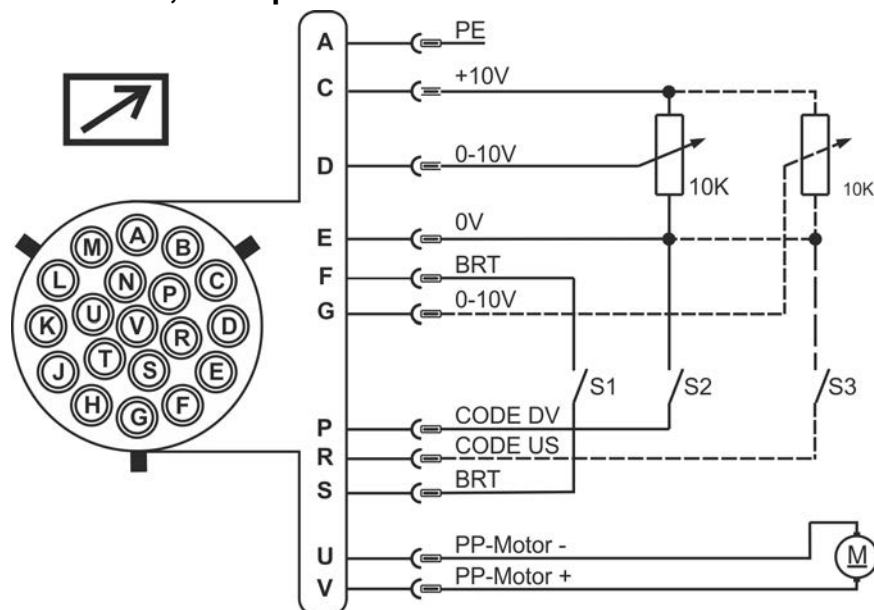 A PE
C +10V
D 0-10V 10K 10K
E 0V
F BRT
G 0-10V
S1 S2 S3
P CODE DV
R CODE US
S BRT
U PP-Motor - M
V PP-Motor +
A
M B
L N C
P
K U V D
R
T
J S E
H F
G